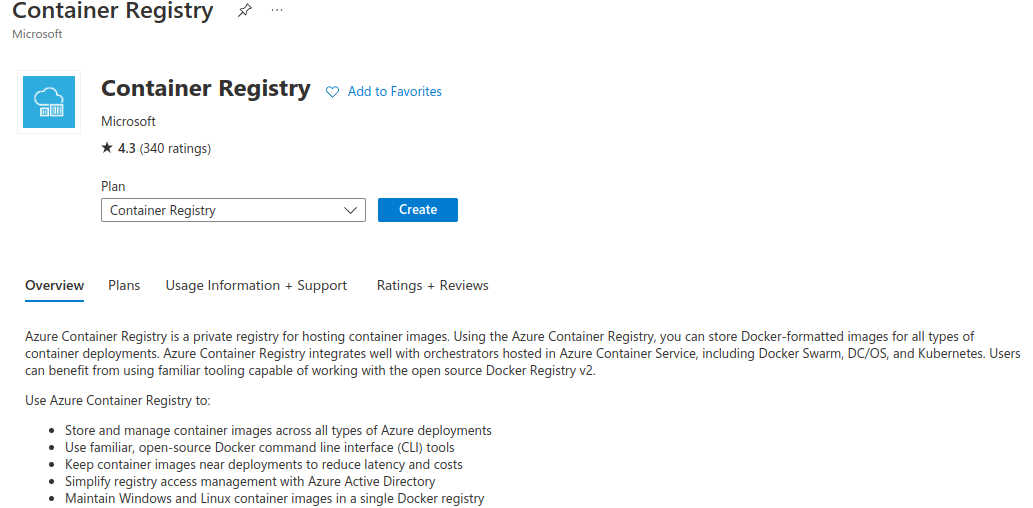 Container Registry
Microsoft
Container Registry
Add to Favorites
Microsoft
★ 4.3 (340 ratings)
Plan
Container Registry
Create
Overview
Plans
Usage Information + Support
Ratings + Reviews
Azure Container Registry is a private registry for hosting container images. Using the Azure Container Registry, you can store Docker-formatted images for all types of
container deployments. Azure Container Registry integrates well with orchestrators hosted in Azure Container Service, including Docker Swarm, DC/OS, and Kubernetes. Users
can benefit from using familiar tooling capable of working with the open source Docker Registry v2.
Use Azure Container Registry to:
• Store and manage container images across all types of Azure deployments
• Use familiar, open-source Docker command line interface (CLI) tools
• Keep container images near deployments to reduce latency and costs
• Simplify registry access management with Azure Active Directory
• Maintain Windows and Linux container images in a single Docker registry